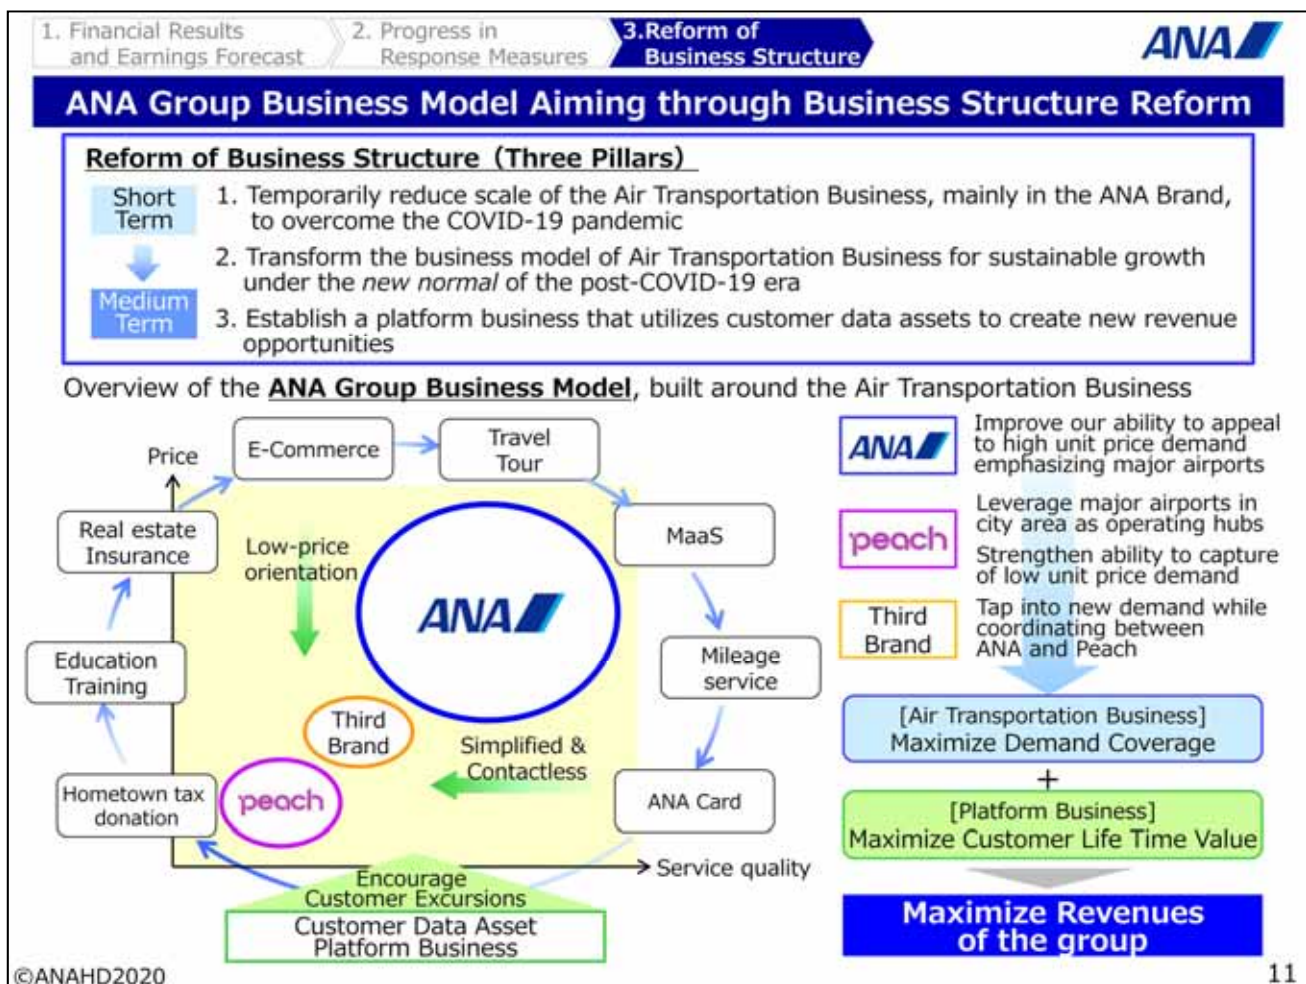 1. Financial Results
and Earnings Forecast
2. Progress in
Response Measures
3.Reform of
Business Structure
ANA
ANA Group Business Model Aiming through Business Structure Reform
Reform of Business Structure (Three Pillars)
Short
Term
1. Temporarily reduce scale of the Air Transportation Business, mainly in the ANA Brand,
to overcome the COVID-19 pandemic
2. Transform the business model of Air Transportation Business for sustainable growth
under the new normal of the post-COVID-19 era
Medium
Term
3. Establish a platform business that utilizes customer data assets to create new revenue
opportunities
Overview of the ANA Group Business Model, built around the Air Transportation Business
Price
E-Commerce
Travel
Tour
Real estate
Insurance
MaaS
Low-price
orientation
ANA
Education
Training
Mileage
service
Third
Brand
Simplified &
Contactless
Hometown tax
donation
peach
ANA Card
Service quality
Encourage
Customer Excursions
Customer Data Asset
Platform Business
ANA
Improve our ability to appeal
to high unit price demand
emphasizing major airports
peach
Leverage major airports in
city area as operating hubs
Strengthen ability to capture
of low unit price demand
Third
Brand
Tap into new demand while
coordinating between
ANA and Peach
[Air Transportation Business]
Maximize Demand Coverage
+
[Platform Business]
Maximize Customer Life Time Value
Maximize Revenues
of the group
©ANAHD2020
11